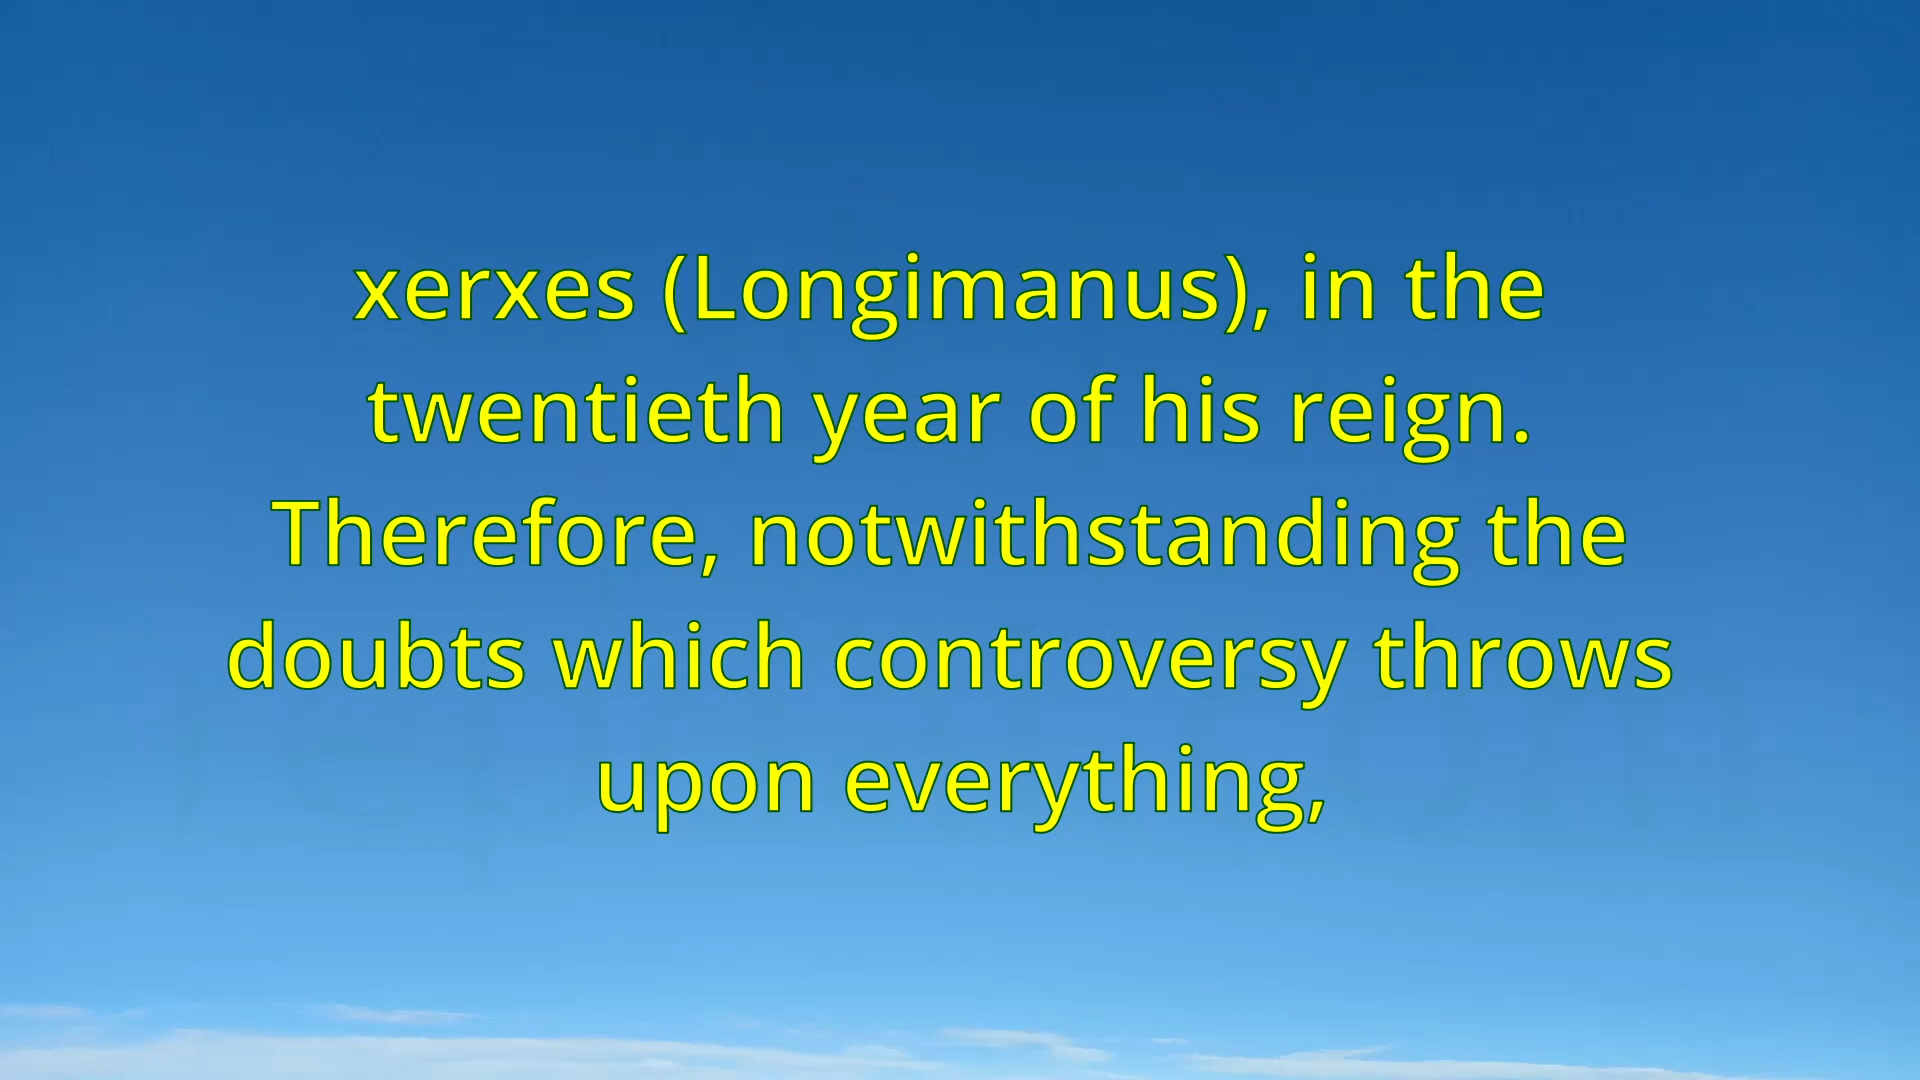 xerxes (Longimanus), in the
twentieth year of his reign.
Therefore, notwithstanding the
doubts which controversy throws
upon everything,